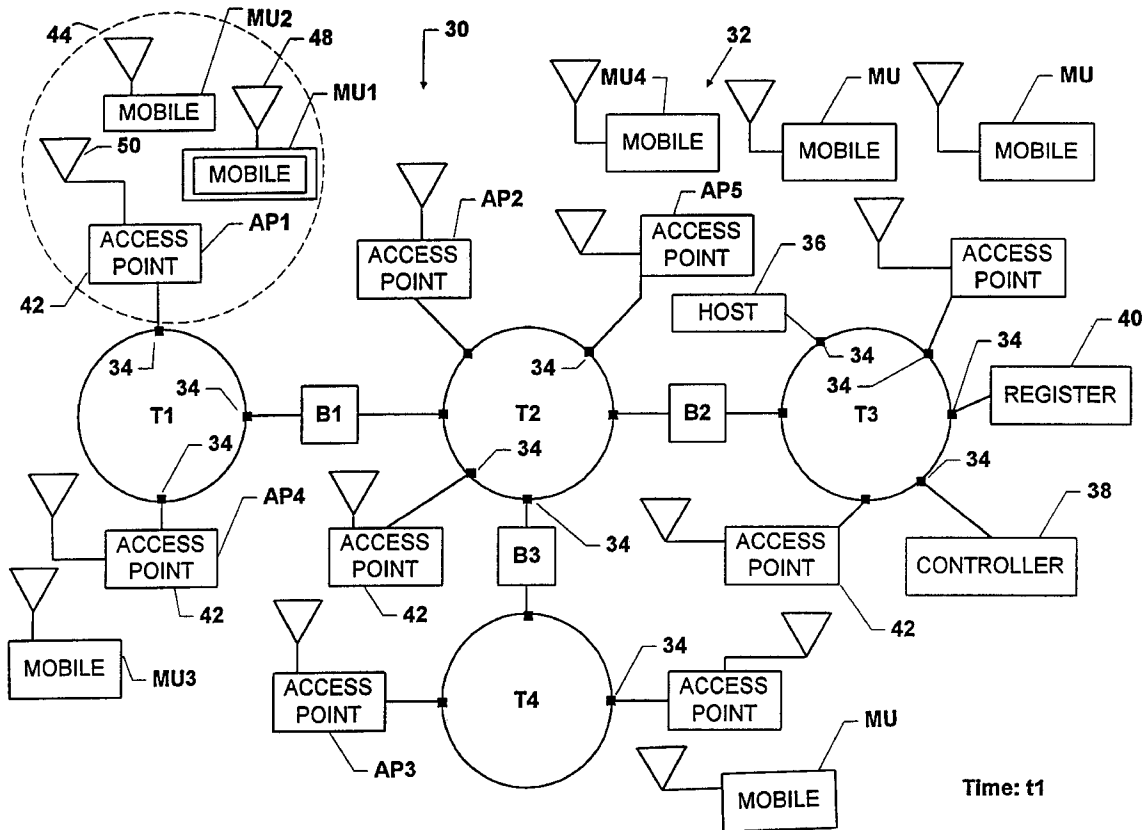 44
MU2
48
MU1
30
32
MU4
MU
MU
MOBILE
MOBILE
MOBILE
MOBILE
MOBILE
50
AP1
ACCESS
POINT
42
AP2
ACCESS
POINT
AP5
ACCESS
POINT
36
HOST
ACCESS
POINT
40
REGISTER
34
34
34
34
34
34
T1
B1
T2
B2
T3
34
34
34
38
CONTROLLER
AP4
ACCESS
POINT
42
ACCESS
POINT
42
34
B3
ACCESS
POINT
42
MOBILE
MU3
ACCESS
POINT
AP3
T4
34
ACCESS
POINT
MU
MOBILE
Time: t1